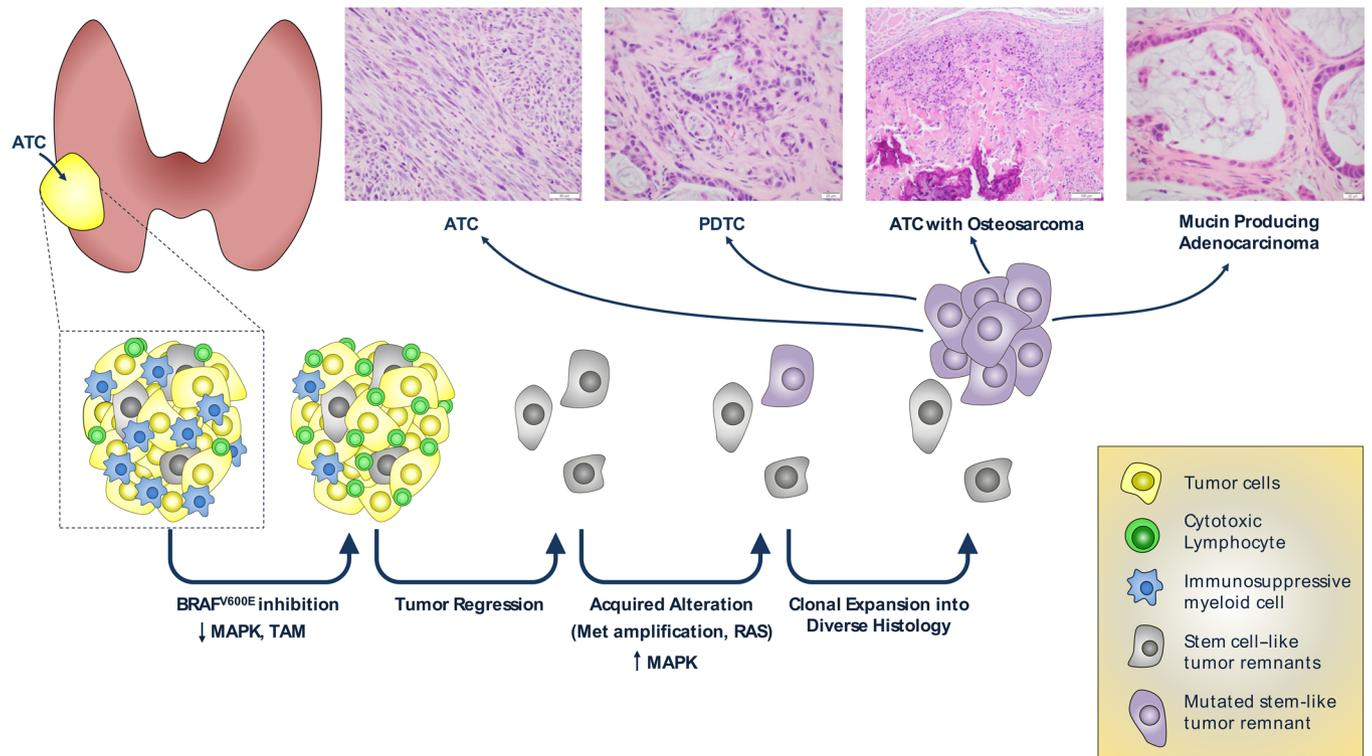 ATC
ATC
PDTC
ATC with Osteosarcoma
Mucin Producing
Adenocarcinoma
BRAFV600E inhibition
↓ MAPK, TAM
Tumor Regression
Acquired Alteration
(Met amplification, RAS)
↑ MAPK
Clonal Expansion into
Diverse Histology
Tumor cells
Cytotoxic
Lymphocyte
Immunosuppressive
myeloid cell
Stem cell–like
tumor remnants
Mutated stem-like
tumor remnant